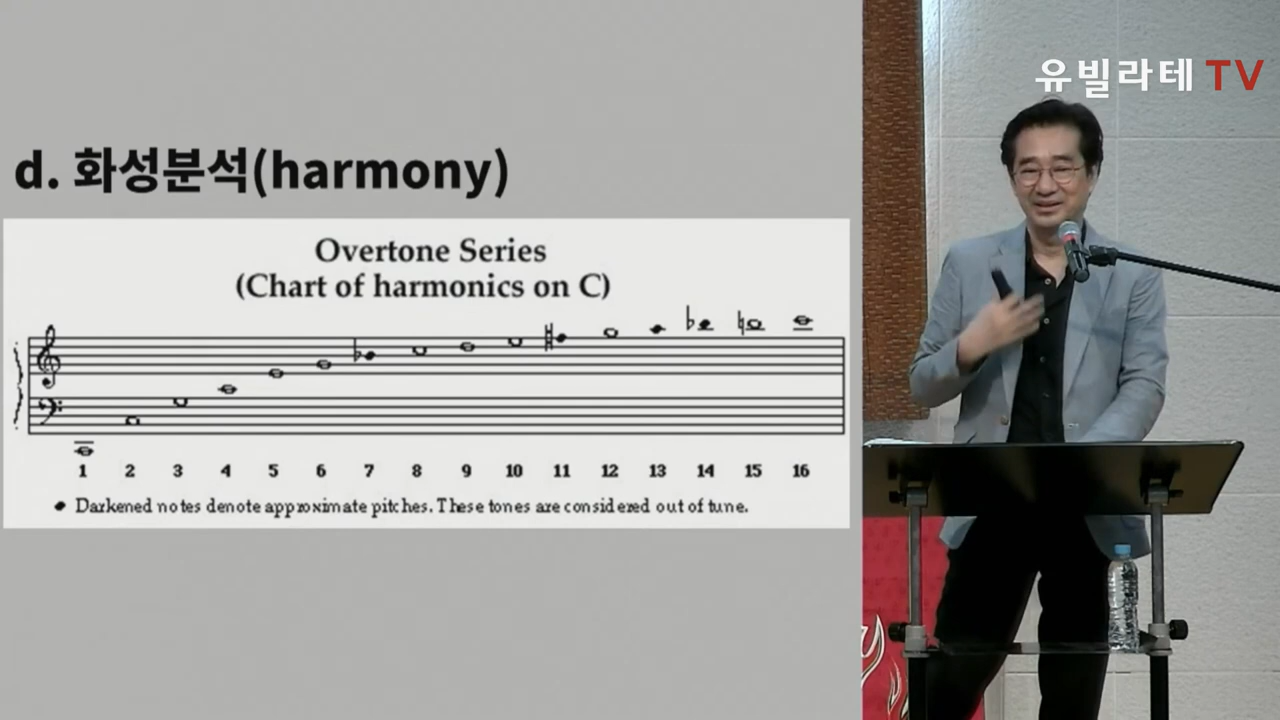 d. 화성분석(harmony)
Overtone Series
(Chart of harmonics on C)
1 2 3 4 5 6 7 8 9 10 11 12 13 14 15 16
Darkened notes denote approximate pitches. These tones are considered out of tune.
유빌라테 TV